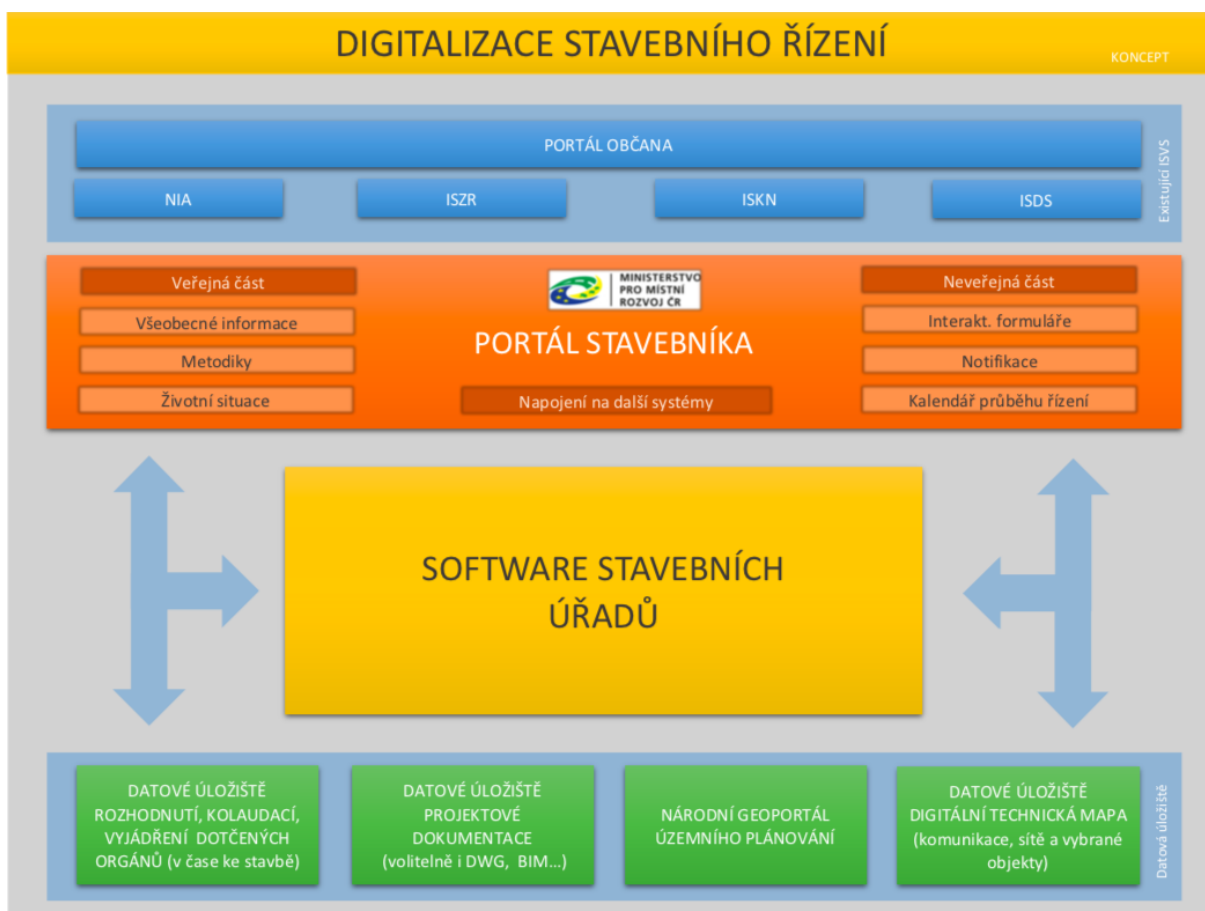 DIGITALIZACE STAVEBNÍHO ŘÍZENÍ
KONCEPT
PORTÁL OBČANA
NIA
ISZR
ISKN
ISDS
Existující ISVS
Veřejná část
Všeobecné informace
Metodiky
Životní situace
MINISTERSTVO
PRO MÍSTNÍ
ROZVOJ ČR
PORTÁL STAVEBNÍKA
Napojení na další systémy
Neveřejná část
Interakt. formuláře
Notifikace
Kalendář průběhu řízení
SOFTWARE STAVEBNÍCH
ÚŘADŮ
DATOVÉ ÚLOŽIŠTĚ
ROZHODNUTÍ, KOLAUDACÍ,
VYJÁDŘENÍ DOTČENÝCH
ORGÁNŮ (v čase ke stavbě)
DATOVÉ ÚLOŽIŠTĚ
PROJEKTOVÉ
DOKUMENTACE
(volitelně i DWG, BIM...)
NÁRODNÍ GEOPORTÁL
ÚZEMNÍHO PLÁNOVÁNÍ
DATOVÉ ÚLOŽIŠTĚ
DIGITÁLNÍ TECHNICKÁ MAPA
(komunikace, sítě a vybrané
objekty)
Datová úložiště